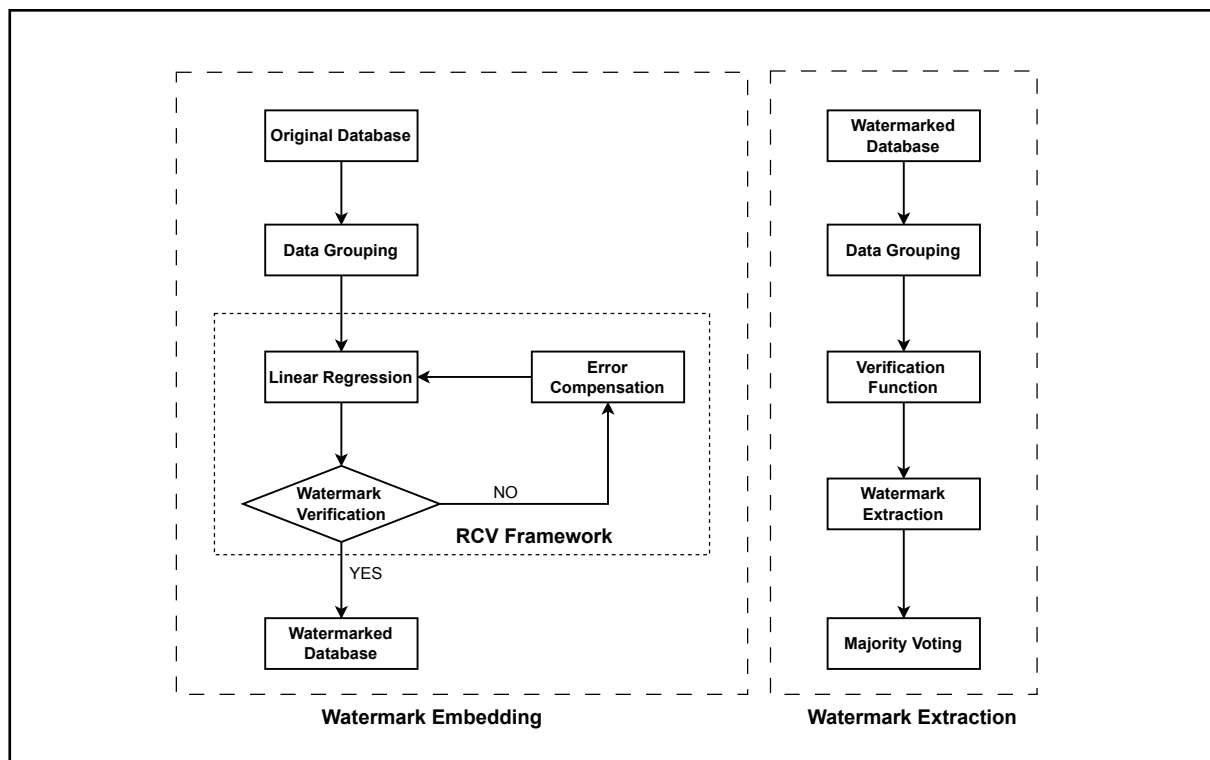 Original Database
Data Grouping
Linear Regression
Error
Compensation
Watermark
Verification
NO
RCV Framework
YES
Watermarked
Database
Watermark Embedding
Watermarked
Database
Data Grouping
Verification
Function
Watermark
Extraction
Majority Voting
Watermark Extraction